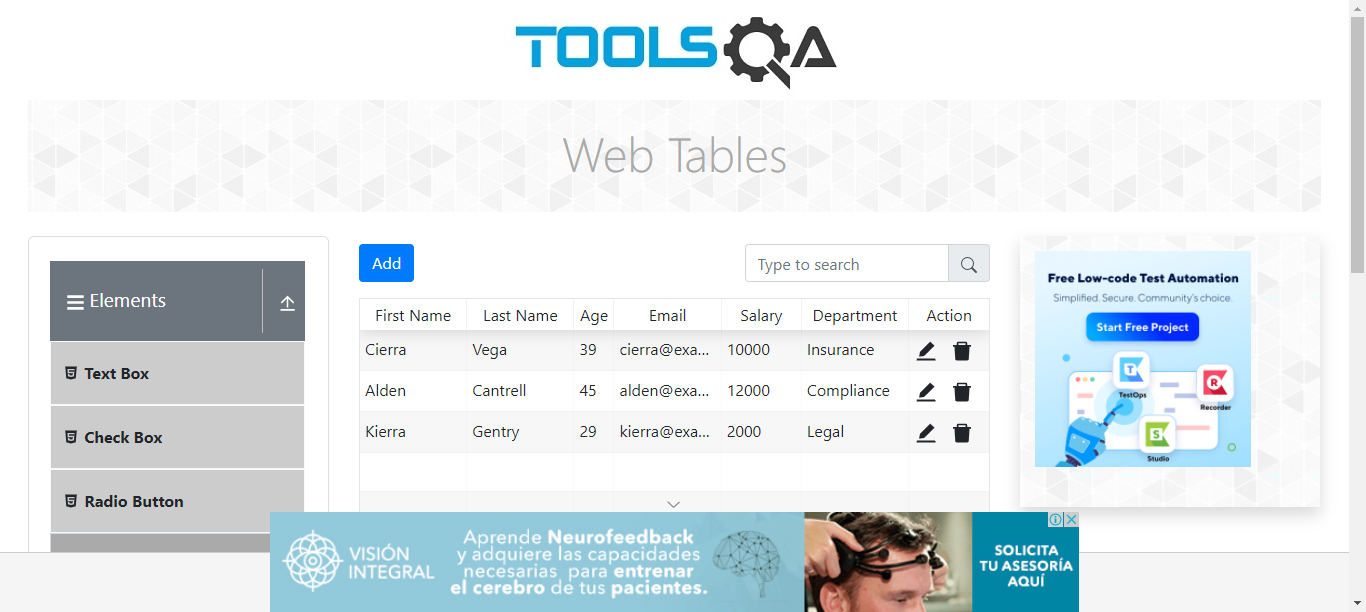 TOOLSQA
Web Tables
Elements
Text Box
Check Box
Radio Button
Add
Type to search
First Name Last Name Age Email Salary Department Action
Cierra Vega 39 cierra@exa... 10000 Insurance
Alden Cantrell 45 alden@exa... 12000 Compliance
Kierra Gentry 29 kierra@exa... 2000 Legal
Free Low-code Test Automation
Simplified. Secure. Community's choice.
Start Free Project
T
TestOps
R
Recorder
S
Studio
VISIÓN
INTEGRAL
Aprende Neurofeedback
y adquiere las capacidades
necesarias para entrenar
el cerebro de tus pacientes.
SOLICITA
TU ASESORÍA
AQUÍ